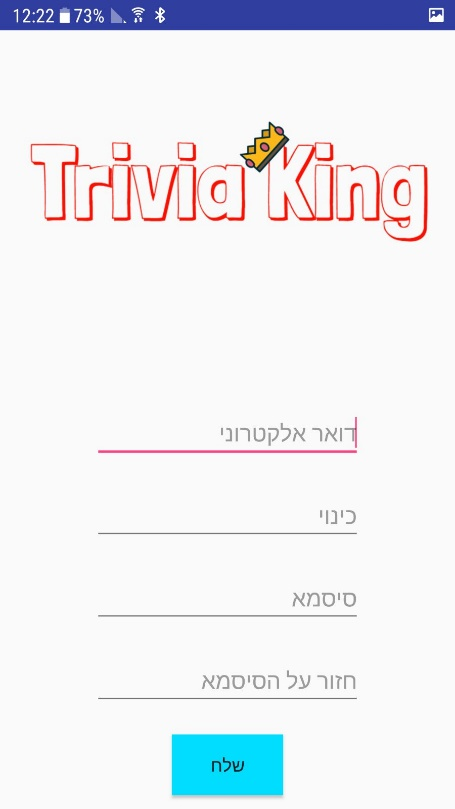 12:22 73%
Trivia King
דואר אלקטרוני
כינוי
סיסמא
חזור על הסיסמא
שלח